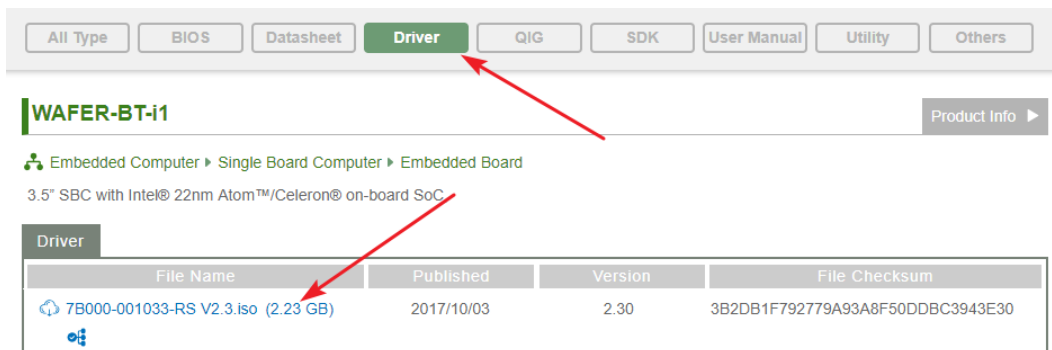 All Type BIOS Datasheet Driver QIG SDK User Manual Utility Others
WAFER-BT-i1
Product Info
Embedded Computer Single Board Computer Embedded Board
3.5" SBC with Intel® 22nm Atom™/Celeron® on-board SoC
Driver
File Name Published Version File Checksum
7B000-001033-RS V2.3.iso (2.23 GB) 2017/10/03 2.30 3B2DB1F792779A93A8F50DDBC3943E30